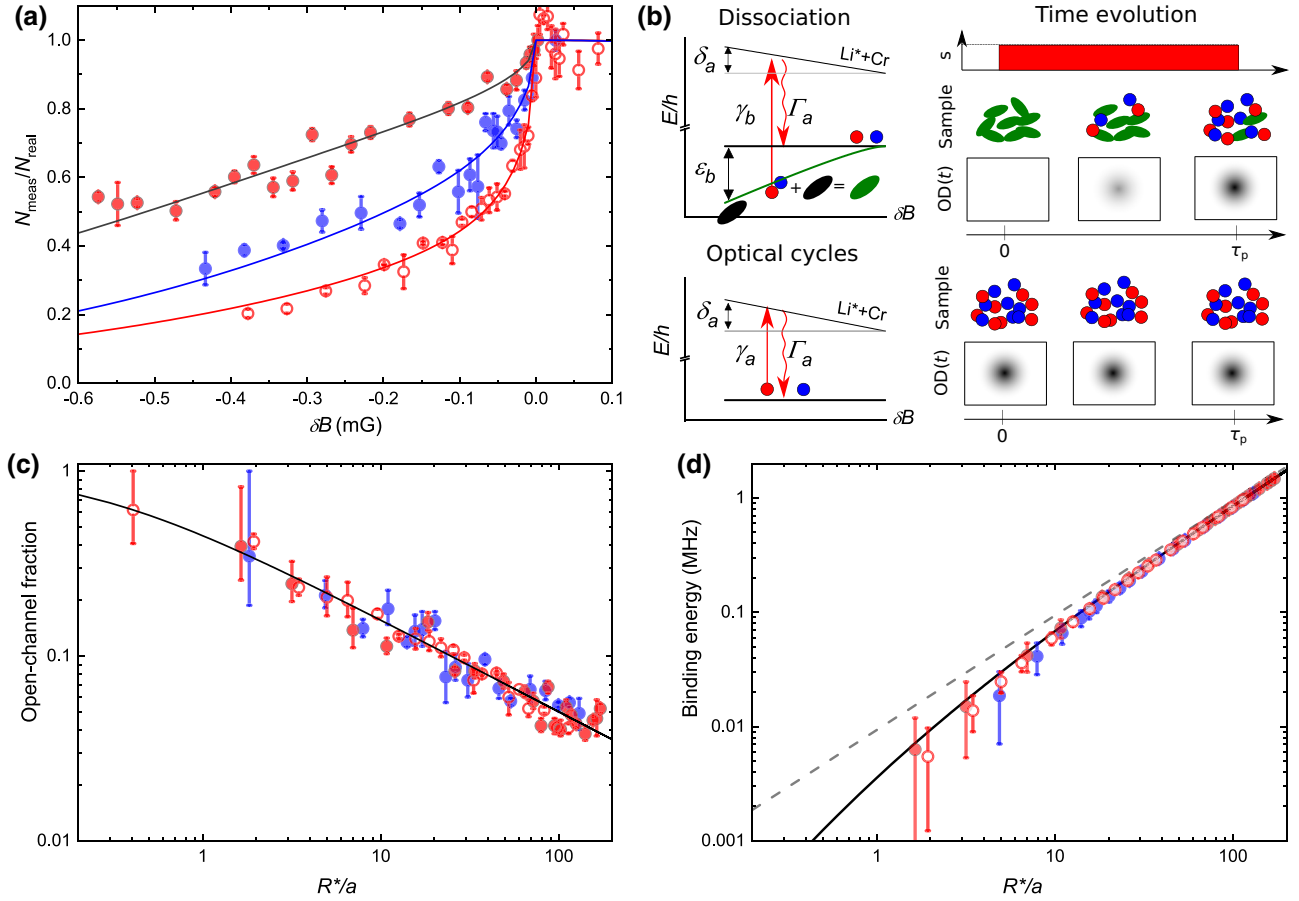 (a)
N_meas/N_real
1.0
0.8
0.6
0.4
0.2
0.0
-0.6 -0.5 -0.4 -0.3 -0.2 -0.1 0.0 0.1
δB (mG)
(b)
Dissociation
E/h
δ_a
Li*+Cr
γ_b
Γ_a
ε_b
+ =
δB
Optical cycles
E/h
δ_a
Li*+Cr
γ_a
Γ_a
δB
Time evolution
s
Sample
OD(t)
0 τ_p
Sample
OD(t)
0 τ_p
(c)
Open-channel fraction
1
0.1
0.01
1 10 100
R*/a
(d)
Binding energy (MHz)
1
0.1
0.01
0.001
1 10 100
R*/a